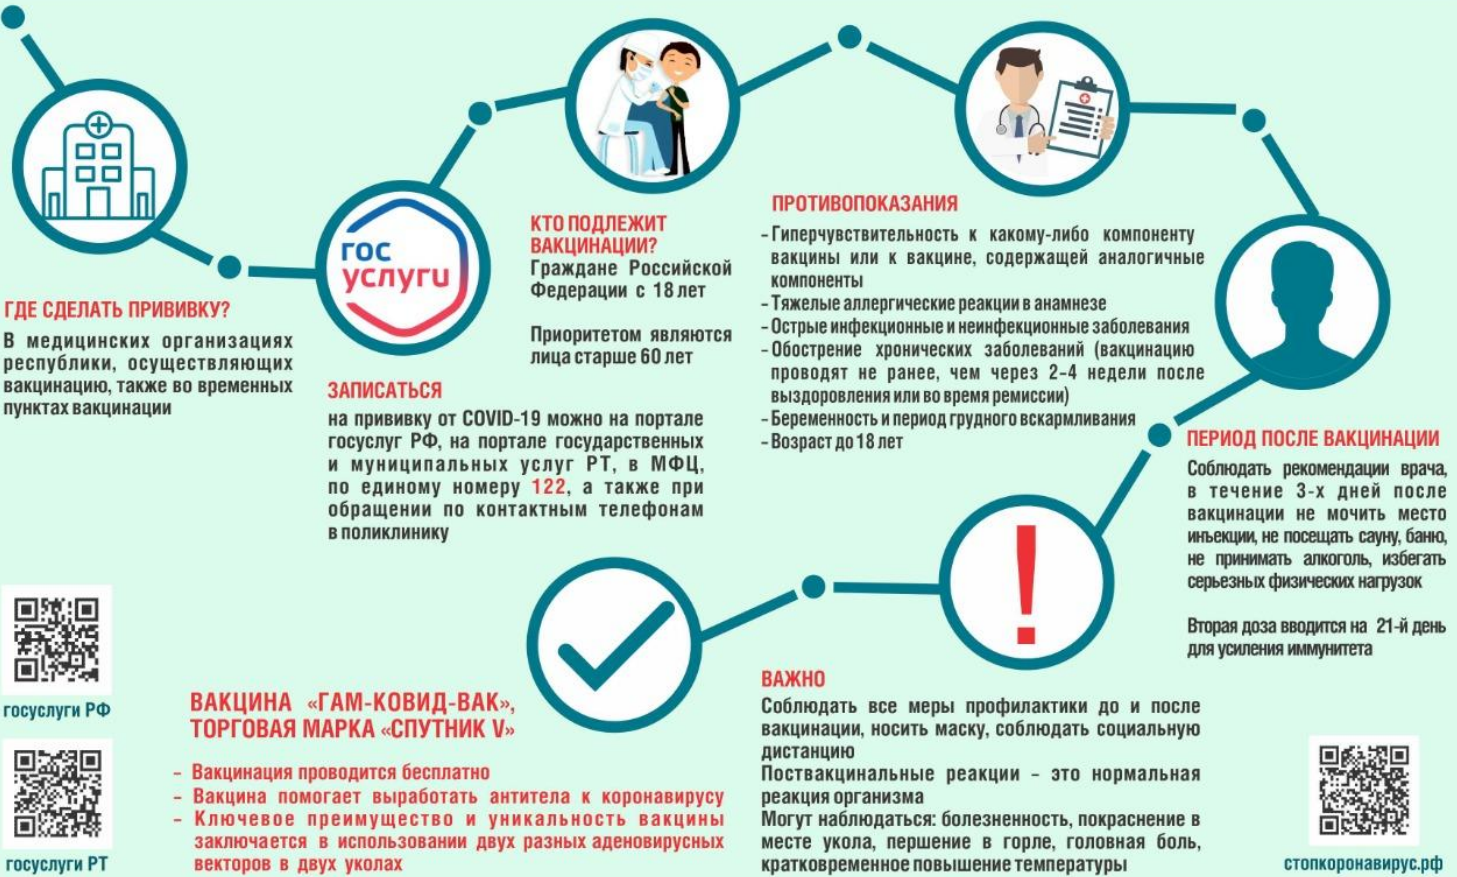 ГДЕ СДЕЛАТЬ ПРИВИВКУ?
В медицинских организациях
республики, осуществляющих
вакцинацию, также во временных
пунктах вакцинации
гос
услуги
ЗАПИСАТЬСЯ
на прививку от COVID-19 можно на портале
госуслуг РФ, на портале государственных
и муниципальных услуг РТ, в МФЦ,
по единому номеру 122, а также при
обращении по контактным телефонам
в поликлинику
КТО ПОДЛЕЖИТ
ВАКЦИНАЦИИ?
Граждане Российской
Федерации с 18 лет
Приоритетом являются
лица старше 60 лет
ПРОТИВОПОКАЗАНИЯ
- Гиперчувствительность к какому-либо компоненту
вакцины или к вакцине, содержащей аналогичные
компоненты
- Тяжелые аллергические реакции в анамнезе
- Острые инфекционные и неинфекционные заболевания
- Обострение хронических заболеваний (вакцинацию
проводят не ранее, чем через 2-4 недели после
выздоровления или во время ремиссии)
- Беременность и период грудного вскармливания
- Возраст до 18 лет
ПЕРИОД ПОСЛЕ ВАКЦИНАЦИИ
Соблюдать рекомендации врача,
в течение 3-х дней после
вакцинации не мочить место
инъекции, не посещать сауну, баню,
не принимать алкоголь, избегать
серьезных физических нагрузок
Вторая доза вводится на 21-й день
для усиления иммунитета
ВАЖНО
Соблюдать все меры профилактики до и после
вакцинации, носить маску, соблюдать социальную
дистанцию
Поствакцинальные реакции - это нормальная
реакция организма
Могут наблюдаться: болезненность, покраснение в
месте укола, першение в горле, головная боль,
кратковременное повышение температуры
ВАКЦИНА «ГАМ-КОВИД-ВАК»,
ТОРГОВАЯ МАРКА «СПУТНИК V»
- Вакцинация проводится бесплатно
- Вакцина помогает выработать антитела к коронавирусу
- Ключевое преимущество и уникальность вакцины
заключается в использовании двух разных аденовирусных
векторов в двух уколах
госуслуги РФ
госуслуги РТ
стопкоронавирус.рф